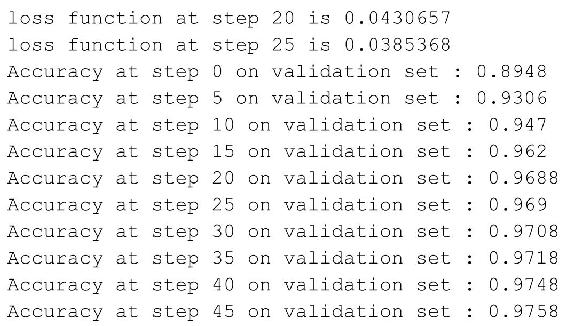 loss function at step 20 is 0.0430657
loss function at step 25 is 0.0385368
Accuracy at step 0 on validation set : 0.8948
Accuracy at step 5 on validation set : 0.9306
Accuracy at step 10 on validation set : 0.947
Accuracy at step 15 on validation set : 0.962
Accuracy at step 20 on validation set : 0.9688
Accuracy at step 25 on validation set : 0.969
Accuracy at step 30 on validation set : 0.9708
Accuracy at step 35 on validation set : 0.9718
Accuracy at step 40 on validation set : 0.9748
Accuracy at step 45 on validation set : 0.9758